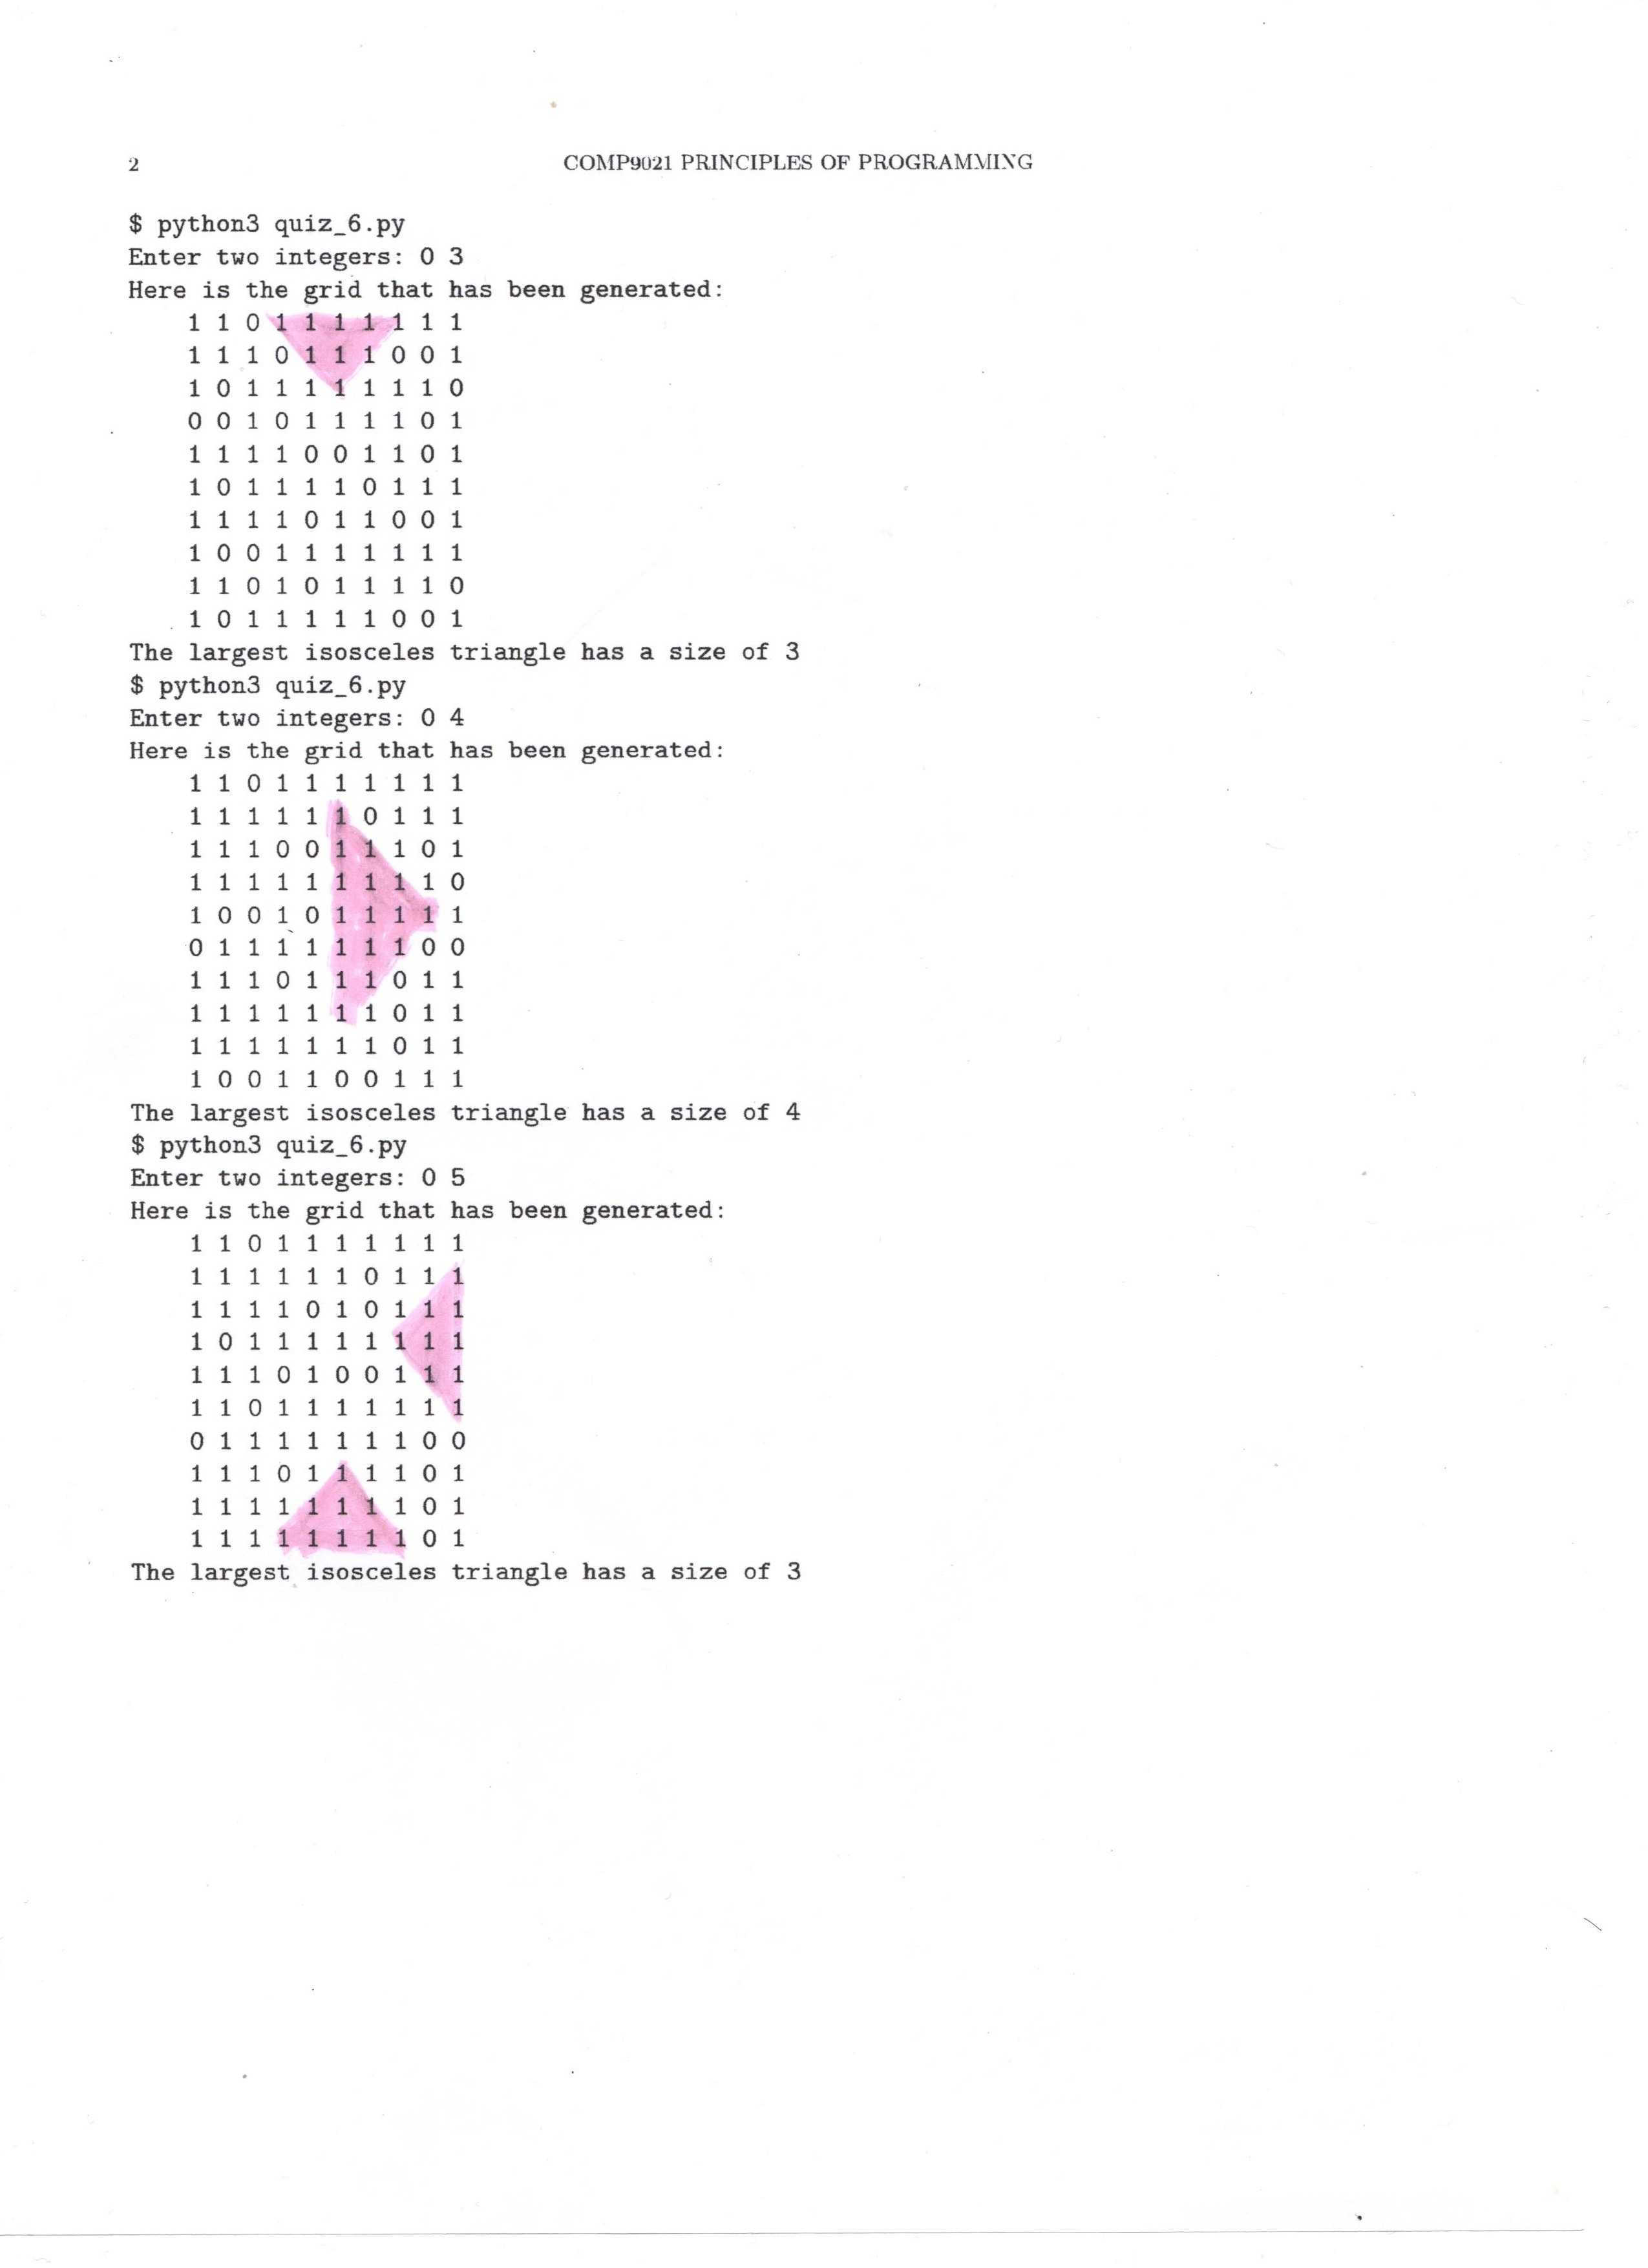 2
COMP9021 PRINCIPLES OF PROGRAMMING
$ python3 quiz_6.py
Enter two integers: 0 3
Here is the grid that has been generated:
1 1 0 1 1 1 1 1 1 1
1 1 1 0 1 1 1 0 0 1
1 0 1 1 1 1 1 1 1 0
0 0 1 0 1 1 1 1 0 1
1 1 1 1 0 0 1 1 0 1
1 0 1 1 1 1 0 1 1 1
1 1 1 1 0 1 1 0 0 1
1 0 0 1 1 1 1 1 1 1
1 1 0 1 0 1 1 1 1 0
1 0 1 1 1 1 1 0 0 1
The largest isosceles triangle has a size of 3
$ python3 quiz_6.py
Enter two integers: 0 4
Here is the grid that has been generated:
1 1 0 1 1 1 1 1 1 1
1 1 1 1 1 1 0 1 1 1
1 1 1 0 0 1 1 1 0 1
1 1 1 1 1 1 1 1 1 0
1 0 0 1 0 1 1 1 1 1
0 1 1 1 1 1 1 1 0 0
1 1 1 0 1 1 1 0 1 1
1 1 1 1 1 1 1 0 1 1
1 1 1 1 1 1 1 0 1 1
1 0 0 1 1 0 0 1 1 1
The largest isosceles triangle has a size of 4
$ python3 quiz_6.py
Enter two integers: 0 5
Here is the grid that has been generated:
1 1 0 1 1 1 1 1 1 1
1 1 1 1 1 1 0 1 1 1
1 1 1 1 0 1 0 1 1 1
1 0 1 1 1 1 1 1 1 1
1 1 1 0 1 0 0 1 1 1
1 1 0 1 1 1 1 1 1 1
0 1 1 1 1 1 1 1 0 0
1 1 1 0 1 1 1 1 0 1
1 1 1 1 1 1 1 1 0 1
1 1 1 1 1 1 1 1 0 1
The largest isosceles triangle has a size of 3